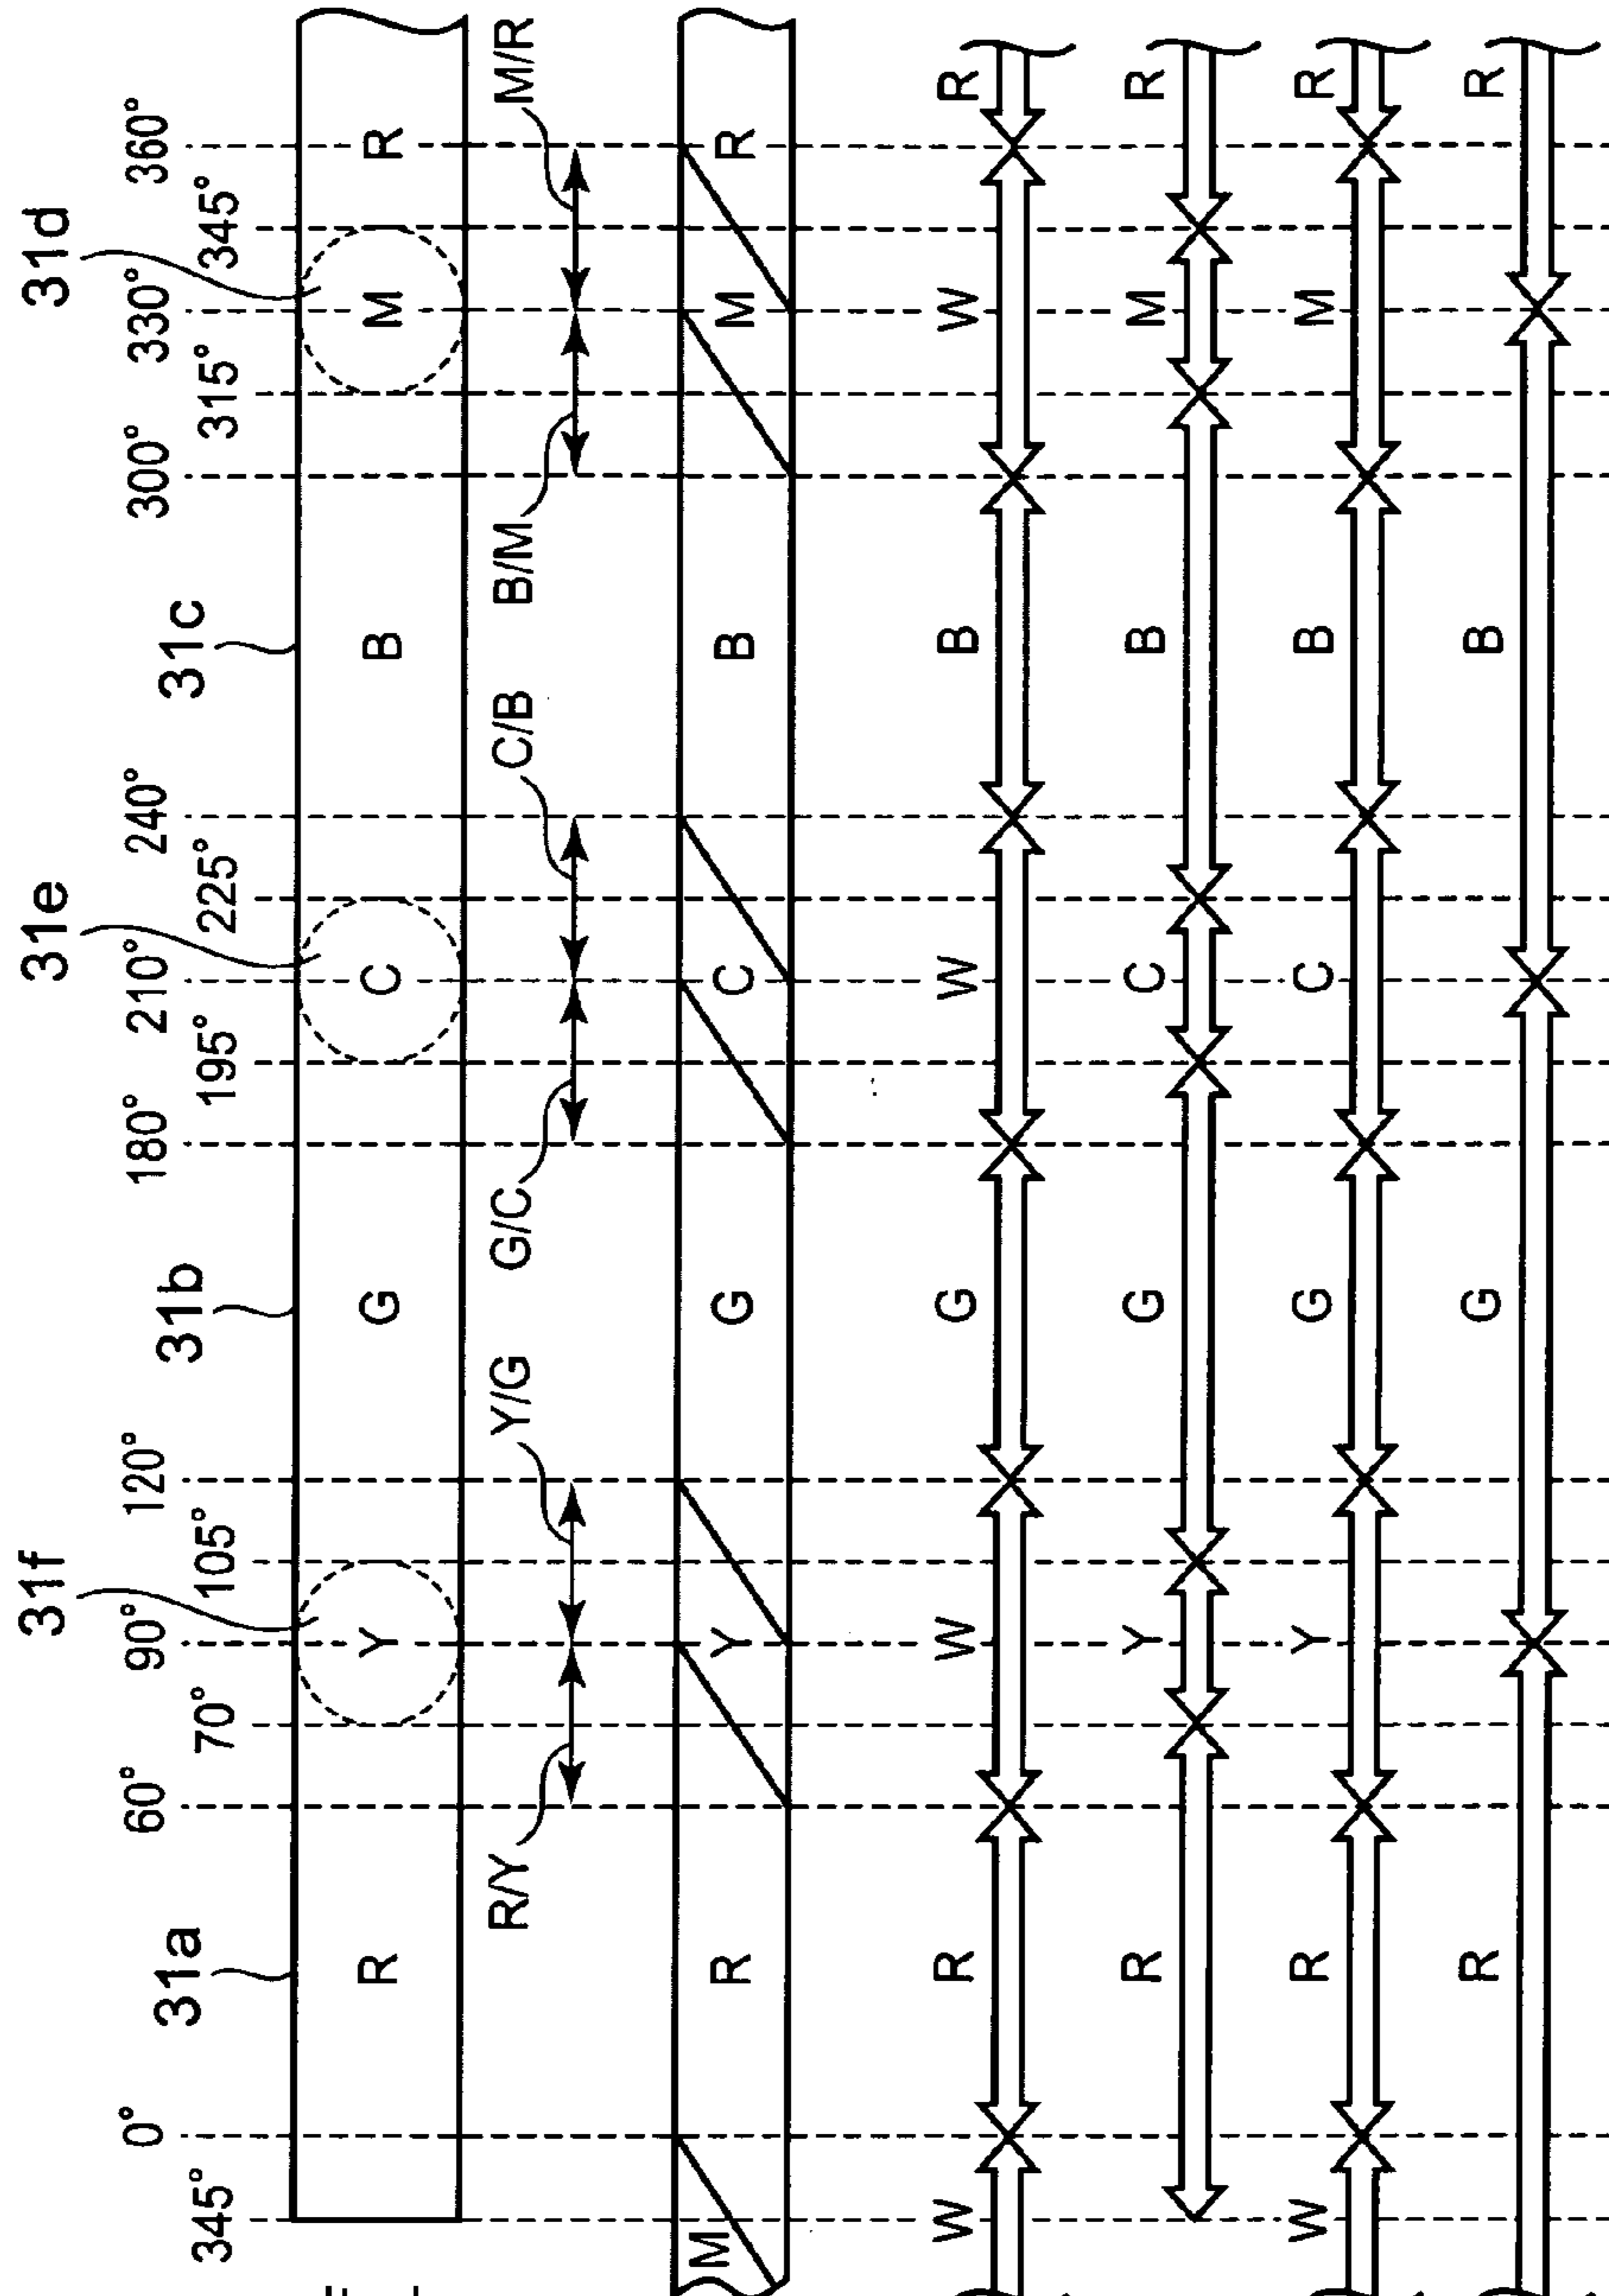 31f 31e 31d
0° 60° 90° 120° 180° 210° 240° 300° 330° 360°
345° 70° 105° 195° 225° 315° 345°
31a 31b 31c
R Y G C B M R
R/Y Y/G G/C C/B B/M M/R
M R Y G C B M R
W R W G W B W R
R Y G C B M R
W R Y G C B M R
R G B R